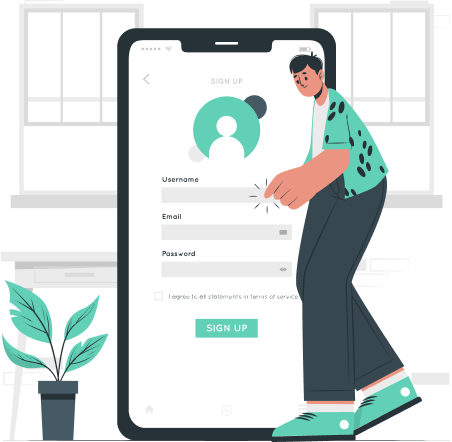 SIGN UP
Username
Email
Password
I agree to all statements in terms of service
SIGN UP